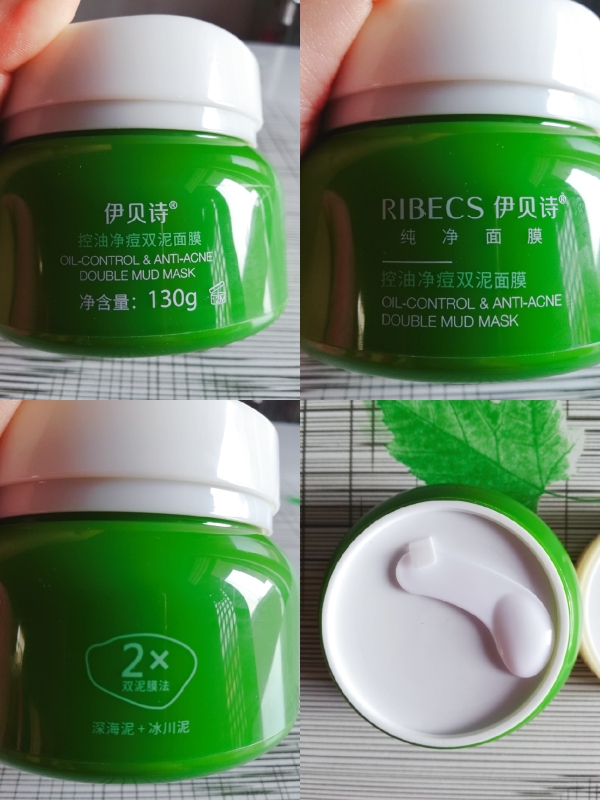 伊贝诗®
控油净痘双泥面膜
OIL-CONTROL & ANTI-ACNE
DOUBLE MUD MASK
净含量：130g
RIBECS 伊贝诗®
纯净面膜
控油净痘双泥面膜
OIL-CONTROL & ANTI-ACNE
DOUBLE MUD MASK
2×
双泥膜法
深海泥+冰川泥